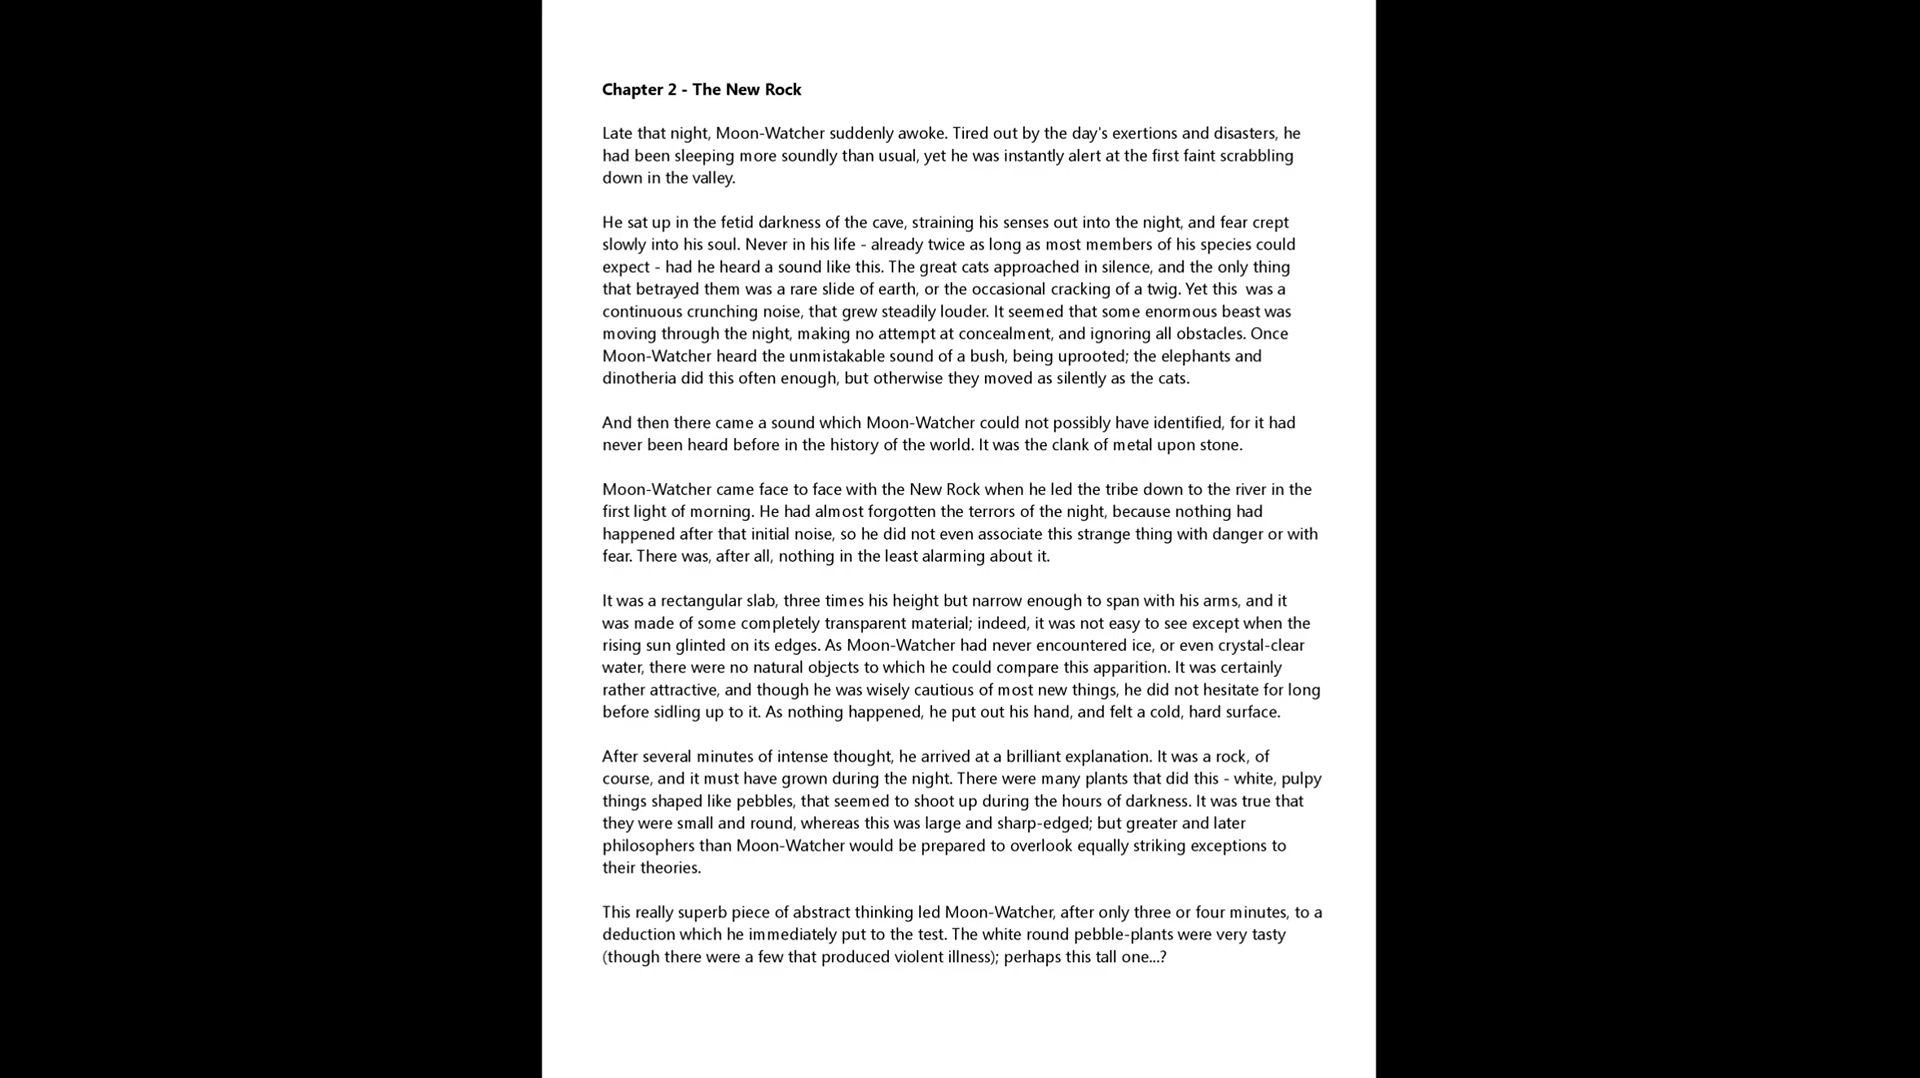 Chapter 2 - The New Rock
Late that night, Moon-Watcher suddenly awoke. Tired out by the day's exertions and disasters, he
had been sleeping more soundly than usual, yet he was instantly alert at the first faint scrabbling
down in the valley.
He sat up in the fetid darkness of the cave, straining his senses out into the night, and fear crept
slowly into his soul. Never in his life - already twice as long as most members of his species could
expect - had he heard a sound like this. The great cats approached in silence, and the only thing
that betrayed them was a rare slide of earth, or the occasional cracking of a twig. Yet this  was a
continuous crunching noise, that grew steadily louder. It seemed that some enormous beast was
moving through the night, making no attempt at concealment, and ignoring all obstacles. Once
Moon-Watcher heard the unmistakable sound of a bush, being uprooted; the elephants and
dinotheria did this often enough, but otherwise they moved as silently as the cats.
And then there came a sound which Moon-Watcher could not possibly have identified, for it had
never been heard before in the history of the world. It was the clank of metal upon stone.
Moon-Watcher came face to face with the New Rock when he led the tribe down to the river in the
first light of morning. He had almost forgotten the terrors of the night, because nothing had
happened after that initial noise, so he did not even associate this strange thing with danger or with
fear. There was, after all, nothing in the least alarming about it.
It was a rectangular slab, three times his height but narrow enough to span with his arms, and it
was made of some completely transparent material; indeed, it was not easy to see except when the
rising sun glinted on its edges. As Moon-Watcher had never encountered ice, or even crystal-clear
water, there were no natural objects to which he could compare this apparition. It was certainly
rather attractive, and though he was wisely cautious of most new things, he did not hesitate for long
before sidling up to it. As nothing happened, he put out his hand, and felt a cold, hard surface.
After several minutes of intense thought, he arrived at a brilliant explanation. It was a rock, of
course, and it must have grown during the night. There were many plants that did this - white, pulpy
things shaped like pebbles, that seemed to shoot up during the hours of darkness. It was true that
they were small and round, whereas this was large and sharp-edged; but greater and later
philosophers than Moon-Watcher would be prepared to overlook equally striking exceptions to
their theories.
This really superb piece of abstract thinking led Moon-Watcher, after only three or four minutes, to a
deduction which he immediately put to the test. The white round pebble-plants were very tasty
(though there were a few that produced violent illness); perhaps this tall one...?